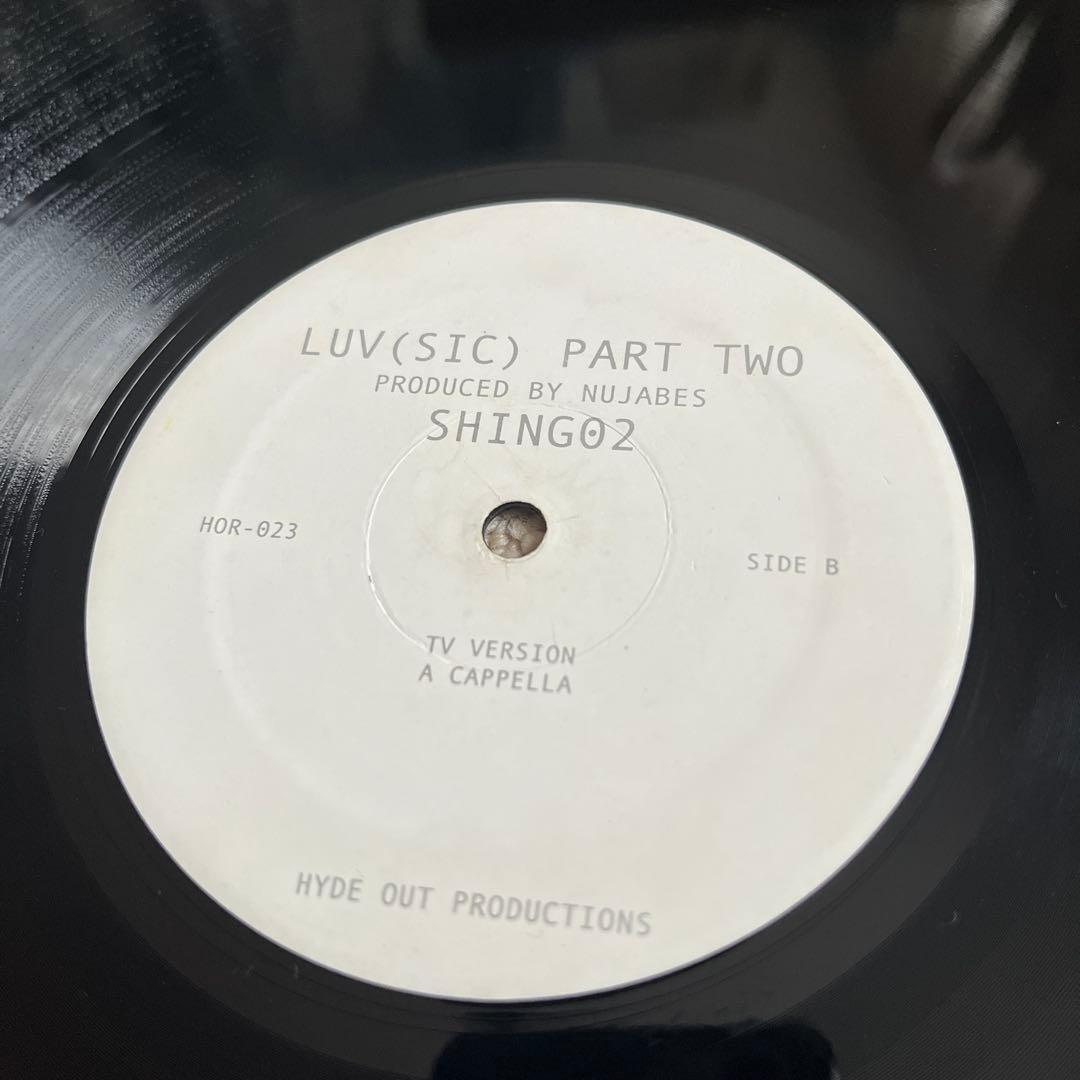 LUV(SIC) PART TWO
PRODUCED BY NUJABES
SHING02
HOR-023
SIDE B
TV VERSION
A CAPPELLA
HYDE OUT PRODUCTIONS